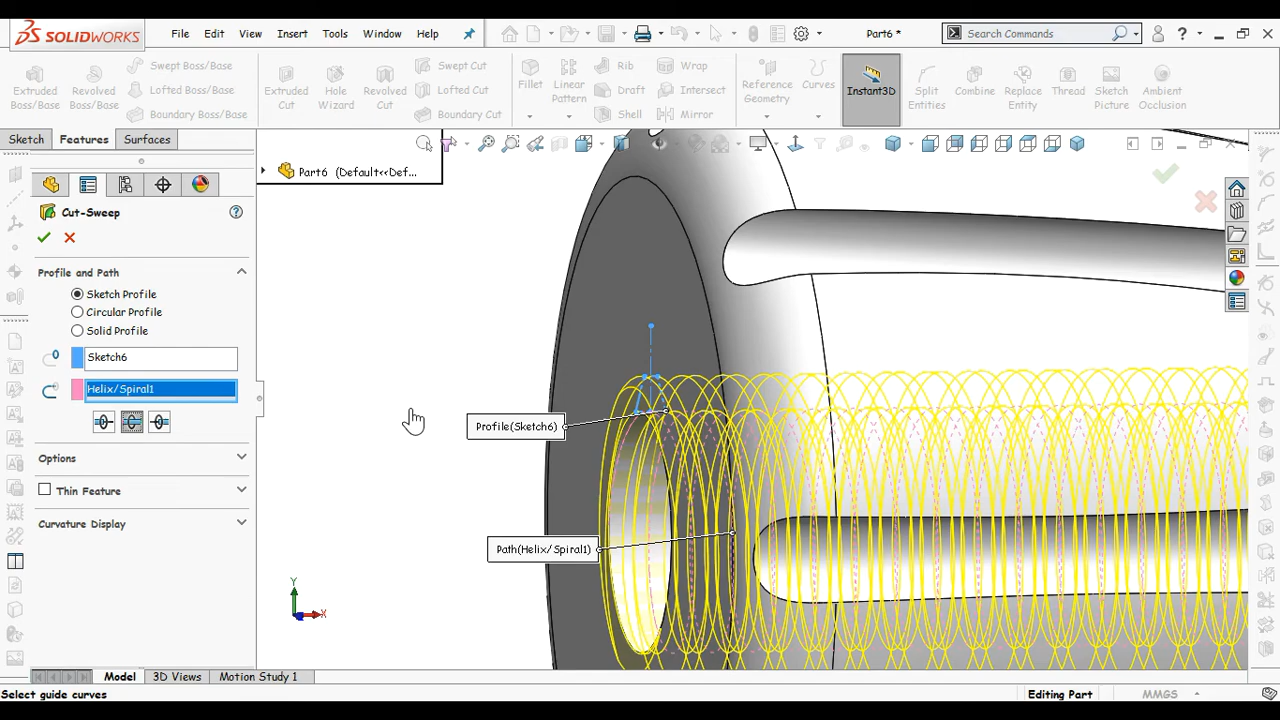 SOLIDWORKS
File Edit View Insert Tools Window Help
Part6 *
Search Commands
?
Extruded Boss/Base
Revolved Boss/Base
Swept Boss/Base
Lofted Boss/Base
Boundary Boss/Base
Extruded Cut
Hole Wizard
Revolved Cut
Swept Cut
Lofted Cut
Boundary Cut
Fillet
Linear Pattern
Rib
Draft
Shell
Wrap
Intersect
Mirror
Reference Geometry
Curves
Instant3D
Split Entities
Combine
Replace Entity
Thread
Sketch Picture
Ambient Occlusion
Sketch Features Surfaces
Part6 (Default<<Def...
Cut-Sweep
?
Profile and Path
Sketch Profile
Circular Profile
Solid Profile
Sketch6
Helix/Spiral1
Options
Thin Feature
Curvature Display
Profile(Sketch6)
Path(Helix/Spiral1)
Y
X
Model 3D Views Motion Study 1
Select guide curves
Editing Part
MMGS